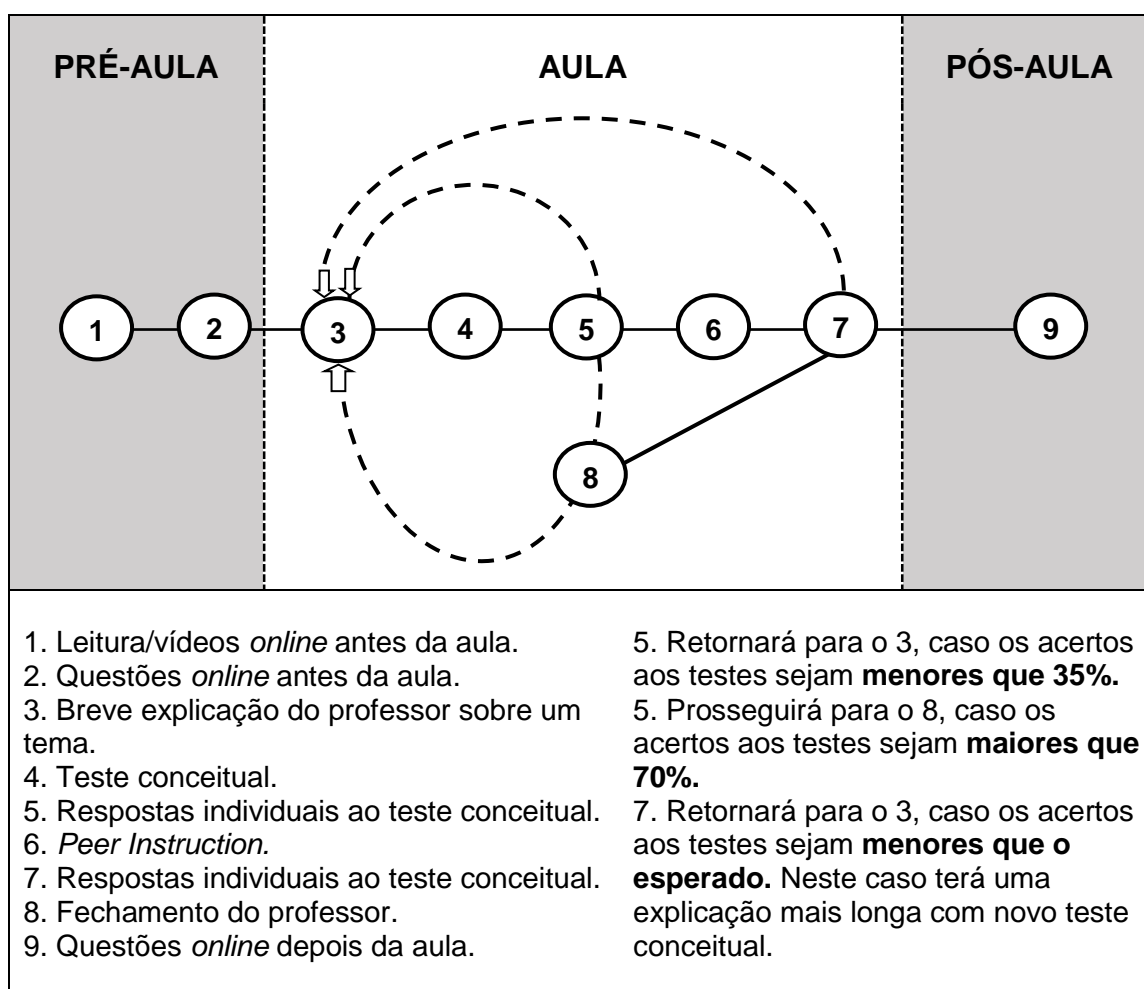 PRÉ-AULA
AULA
PÓS-AULA
1
2
3
4
5
6
7
9
8
1. Leitura/vídeos online antes da aula.
2. Questões online antes da aula.
3. Breve explicação do professor sobre um
tema.
4. Teste conceitual.
5. Respostas individuais ao teste conceitual.
6. Peer Instruction.
7. Respostas individuais ao teste conceitual.
8. Fechamento do professor.
9. Questões online depois da aula.
5. Retornará para o 3, caso os acertos
aos testes sejam menores que 35%.
5. Prosseguirá para o 8, caso os
acertos aos testes sejam maiores que
70%.
7. Retornará para o 3, caso os acertos
aos testes sejam menores que o
esperado. Neste caso terá uma
explicação mais longa com novo teste
conceitual.